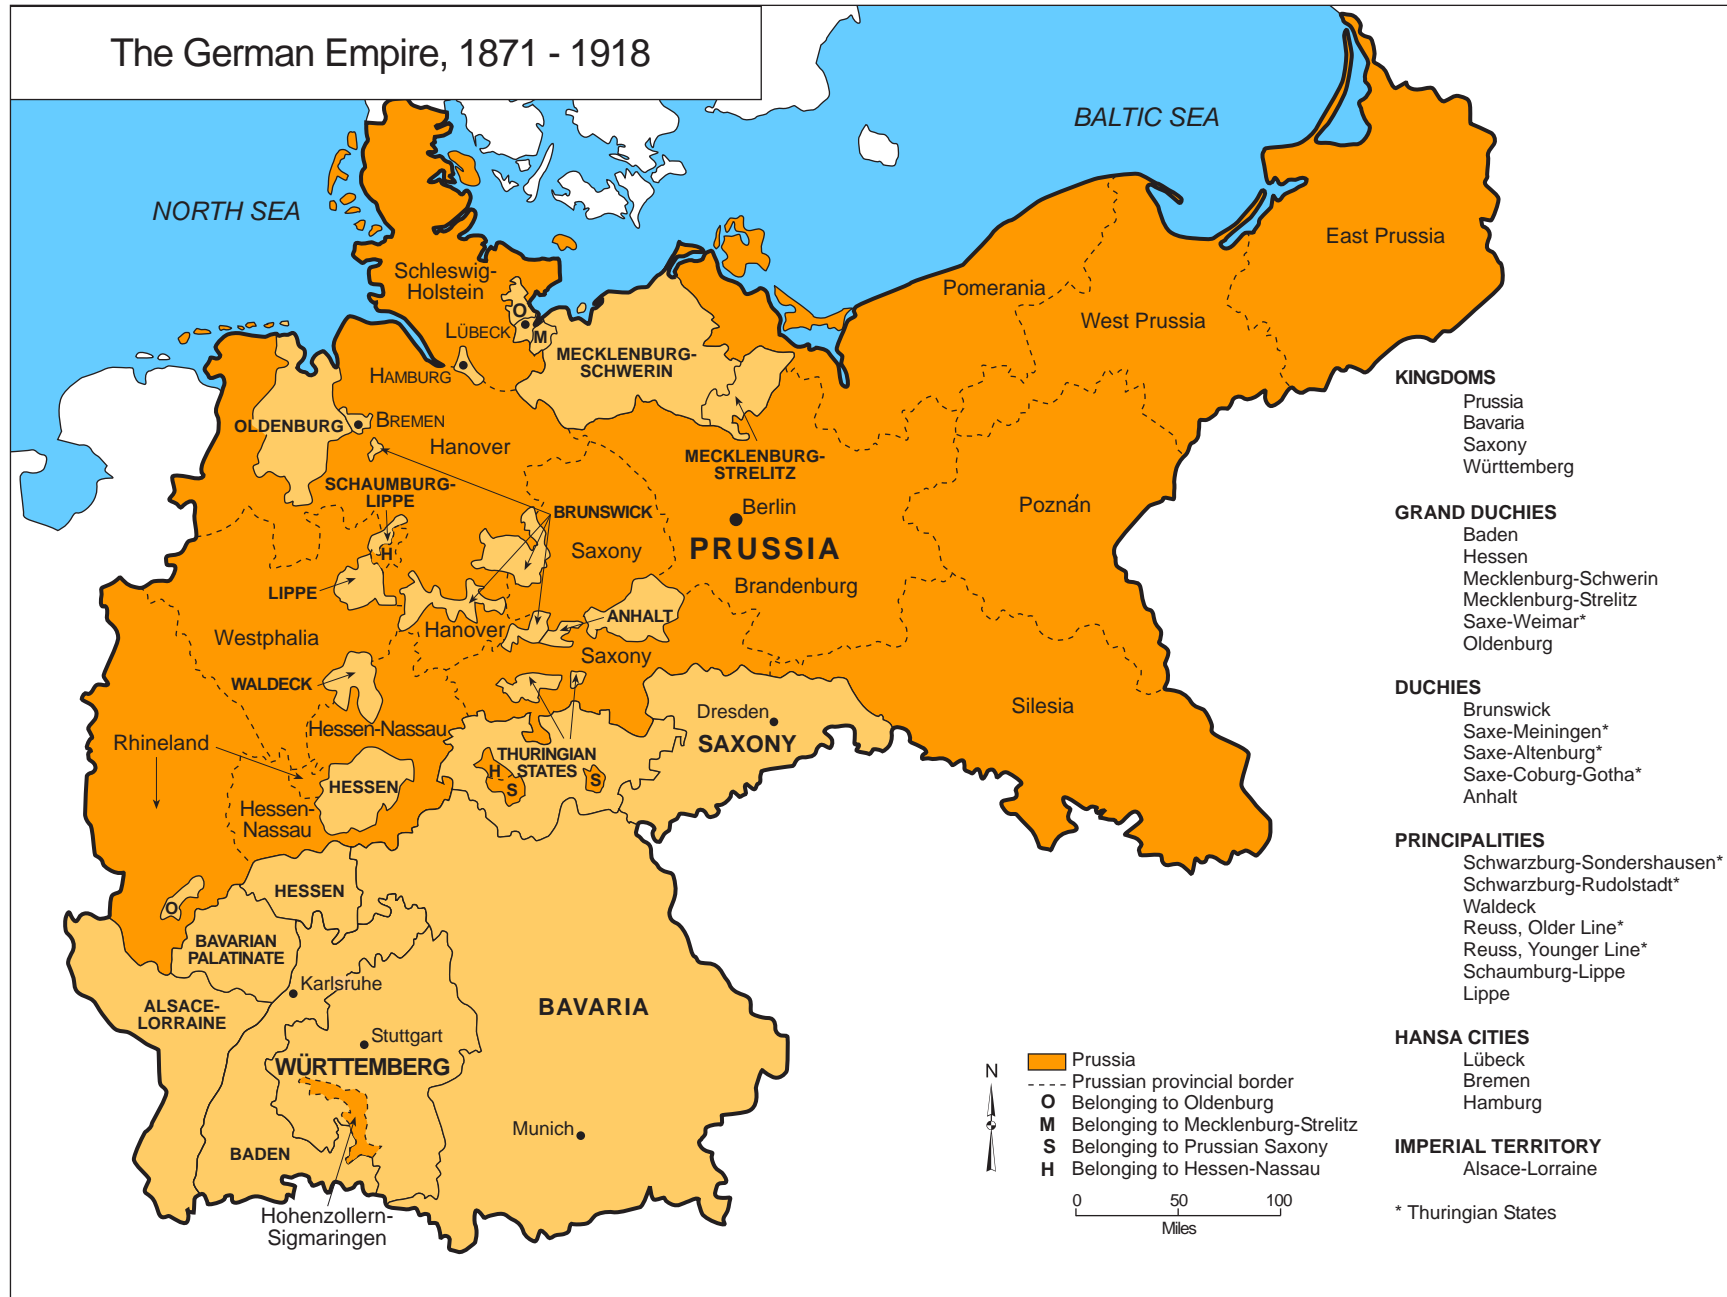 The German Empire, 1871 - 1918
BALTIC SEA
NORTH SEA
East Prussia
Schleswig-
Holstein
Pomerania
West Prussia
O
LÜBECK
M
MECKLENBURG-
SCHWERIN
HAMBURG
OLDENBURG
BREMEN
Hanover
MECKLENBURG-
STRELITZ
SCHAUMBURG-
LIPPE
BRUNSWICK
Berlin
Poznań
H
Saxony
PRUSSIA
LIPPE
Brandenburg
Westphalia
Hanover
ANHALT
Saxony
WALDECK
Hessen-Nassau
Dresden
Silesia
Rhineland
SAXONY
THURINGIAN
STATES
H
S
S
HESSEN
Hessen-
Nassau
HESSEN
O
BAVARIAN
PALATINATE
Karlsruhe
ALSACE-
LORRAINE
BAVARIA
Stuttgart
WÜRTTEMBERG
Munich
BADEN
Hohenzollern-
Sigmaringen
KINGDOMS
Prussia
Bavaria
Saxony
Württemberg
GRAND DUCHIES
Baden
Hessen
Mecklenburg-Schwerin
Mecklenburg-Strelitz
Saxe-Weimar*
Oldenburg
DUCHIES
Brunswick
Saxe-Meiningen*
Saxe-Altenburg*
Saxe-Coburg-Gotha*
Anhalt
PRINCIPALITIES
Schwarzburg-Sondershausen*
Schwarzburg-Rudolstadt*
Waldeck
Reuss, Older Line*
Reuss, Younger Line*
Schaumburg-Lippe
Lippe
HANSA CITIES
Lübeck
Bremen
Hamburg
IMPERIAL TERRITORY
Alsace-Lorraine
* Thuringian States
N
Prussia
Prussian provincial border
O Belonging to Oldenburg
M Belonging to Mecklenburg-Strelitz
S Belonging to Prussian Saxony
H Belonging to Hessen-Nassau
0 50 100
Miles